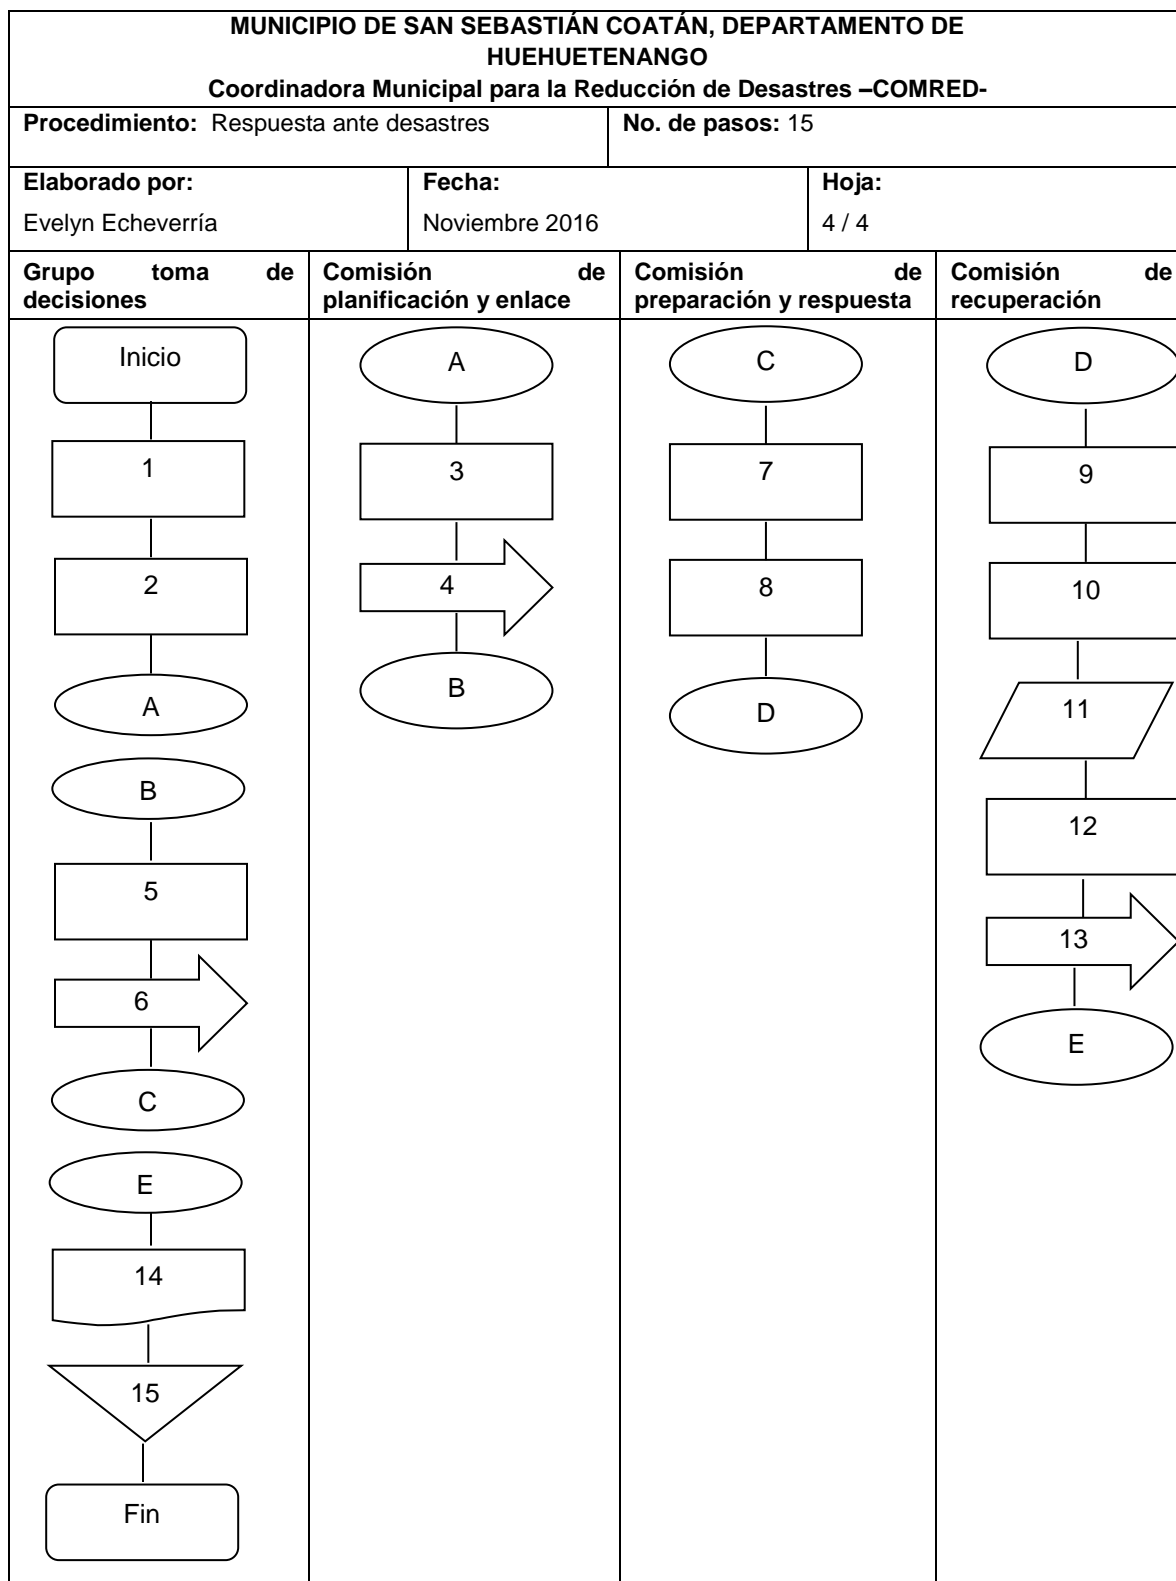 MUNICIPIO DE SAN SEBASTIÁN COATÁN, DEPARTAMENTO DE
HUEHUETENANGO
Coordinadora Municipal para la Reducción de Desastres –COMRED-
Procedimiento: Respuesta ante desastres
No. de pasos: 15
Elaborado por:
Evelyn Echeverría
Fecha:
Noviembre 2016
Hoja:
4 / 4
Grupo toma de
decisiones
Comisión de
planificación y enlace
Comisión de
preparación y respuesta
Comisión de
recuperación
Inicio
1
2
A
B
5
6
C
E
14
15
Fin
A
3
4
B
C
7
8
D
D
9
10
11
12
13
E